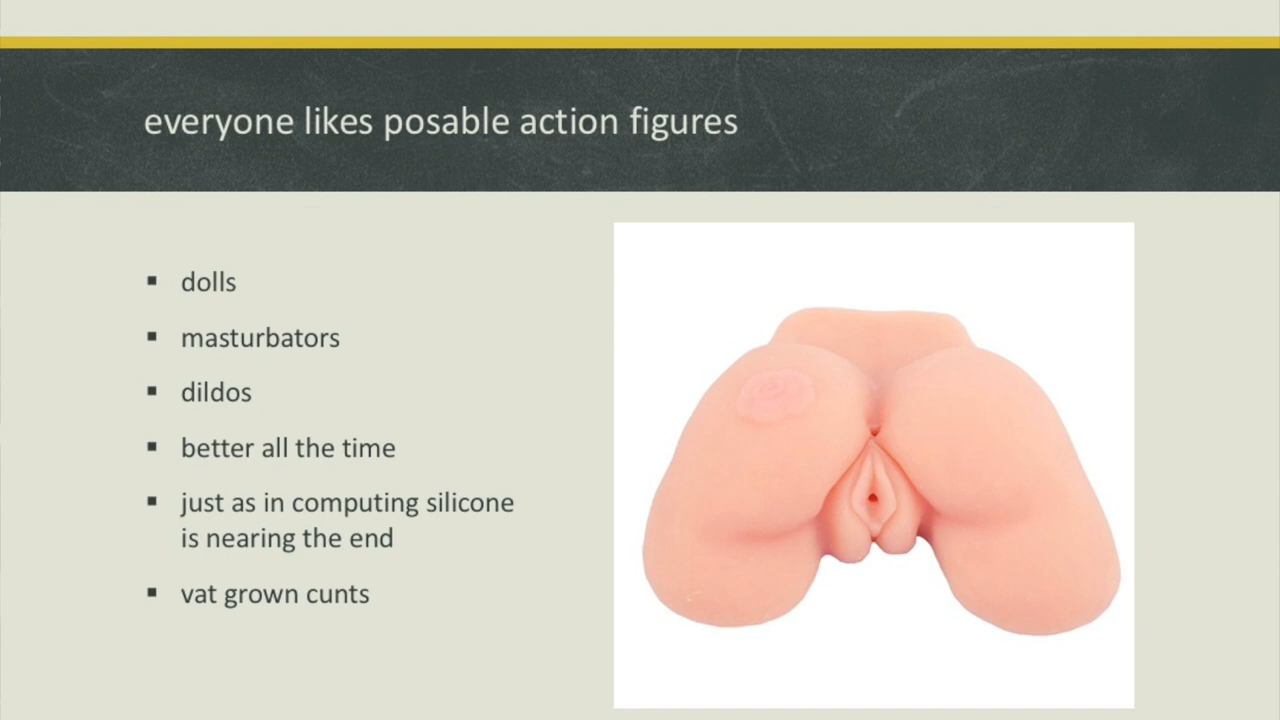 everyone likes posable action figures
dolls
masturbators
dildos
better all the time
just as in computing silicone
is nearing the end
vat grown cunts